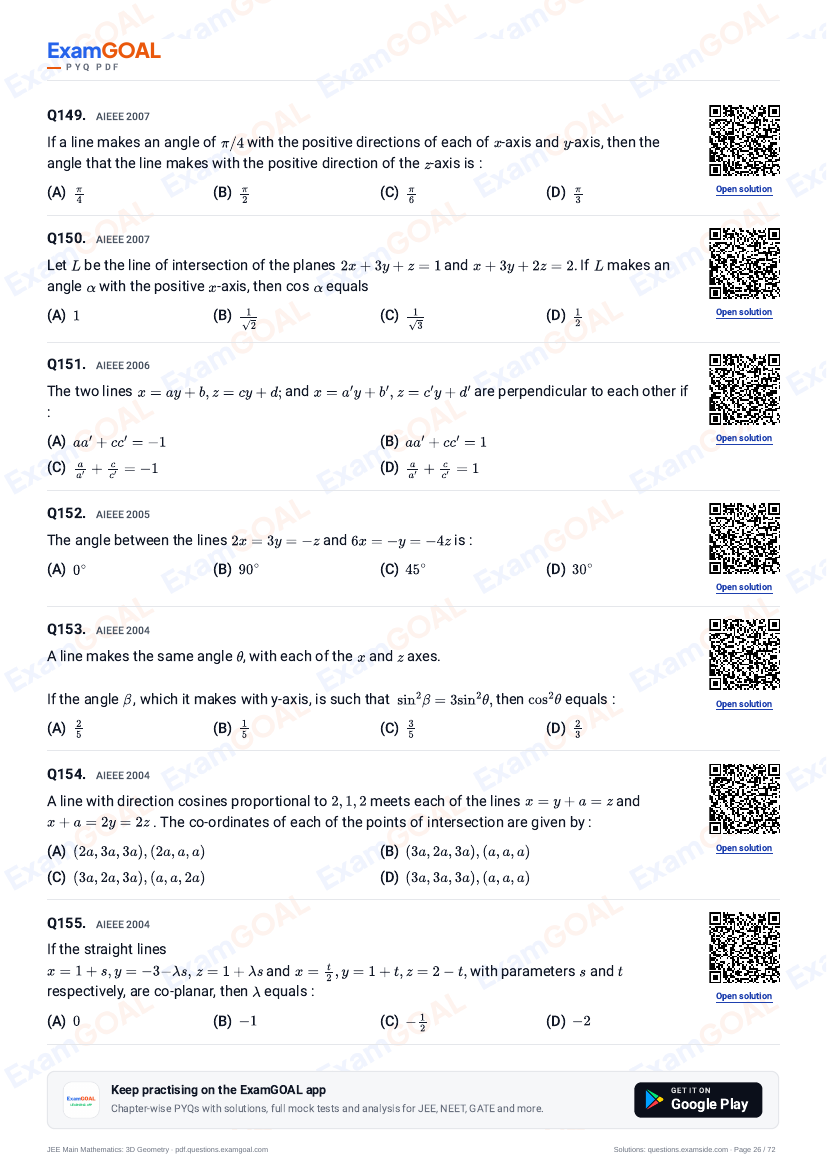 ExamGOAL
PYQ PDF
Q149. AIEEE 2007
If a line makes an angle of π/4 with the positive directions of each of x-axis and y-axis, then the
angle that the line makes with the positive direction of the z-axis is :
(A) π/4 (B) π/2 (C) π/6 (D) π/3
Open solution
Q150. AIEEE 2007
Let L be the line of intersection of the planes 2x + 3y + z = 1 and x + 3y + 2z = 2. If L makes an
angle α with the positive x-axis, then cos α equals
(A) 1 (B) 1/√2 (C) 1/√3 (D) 1/2
Open solution
Q151. AIEEE 2006
The two lines x = ay + b, z = cy + d; and x = a′y + b′, z = c′y + d′ are perpendicular to each other if
:
(A) aa′ + cc′ = −1 (B) aa′ + cc′ = 1
(C) a/a′ + c/c′ = −1 (D) a/a′ + c/c′ = 1
Open solution
Q152. AIEEE 2005
The angle between the lines 2x = 3y = −z and 6x = −y = −4z is :
(A) 0° (B) 90° (C) 45° (D) 30°
Open solution
Q153. AIEEE 2004
A line makes the same angle θ, with each of the x and z axes.
If the angle β, which it makes with y-axis, is such that sin²β = 3sin²θ, then cos²θ equals :
(A) 2/5 (B) 1/5 (C) 3/5 (D) 2/3
Open solution
Q154. AIEEE 2004
A line with direction cosines proportional to 2, 1, 2 meets each of the lines x = y + a = z and
x + a = 2y = 2z . The co-ordinates of each of the points of intersection are given by :
(A) (2a, 3a, 3a), (2a, a, a) (B) (3a, 2a, 3a), (a, a, a)
(C) (3a, 2a, 3a), (a, a, 2a) (D) (3a, 3a, 3a), (a, a, a)
Open solution
Q155. AIEEE 2004
If the straight lines
x = 1 + s, y = −3−λs, z = 1 + λs and x = t/2, y = 1 + t, z = 2 − t, with parameters s and t
respectively, are co-planar, then λ equals :
(A) 0 (B) −1 (C) −1/2 (D) −2
Open solution
Keep practising on the ExamGOAL app
Chapter-wise PYQs with solutions, full mock tests and analysis for JEE, NEET, GATE and more.
GET IT ON
Google Play
JEE Main Mathematics: 3D Geometry · pdf.questions.examgoal.com
Solutions: questions.examside.com · Page 26 / 72